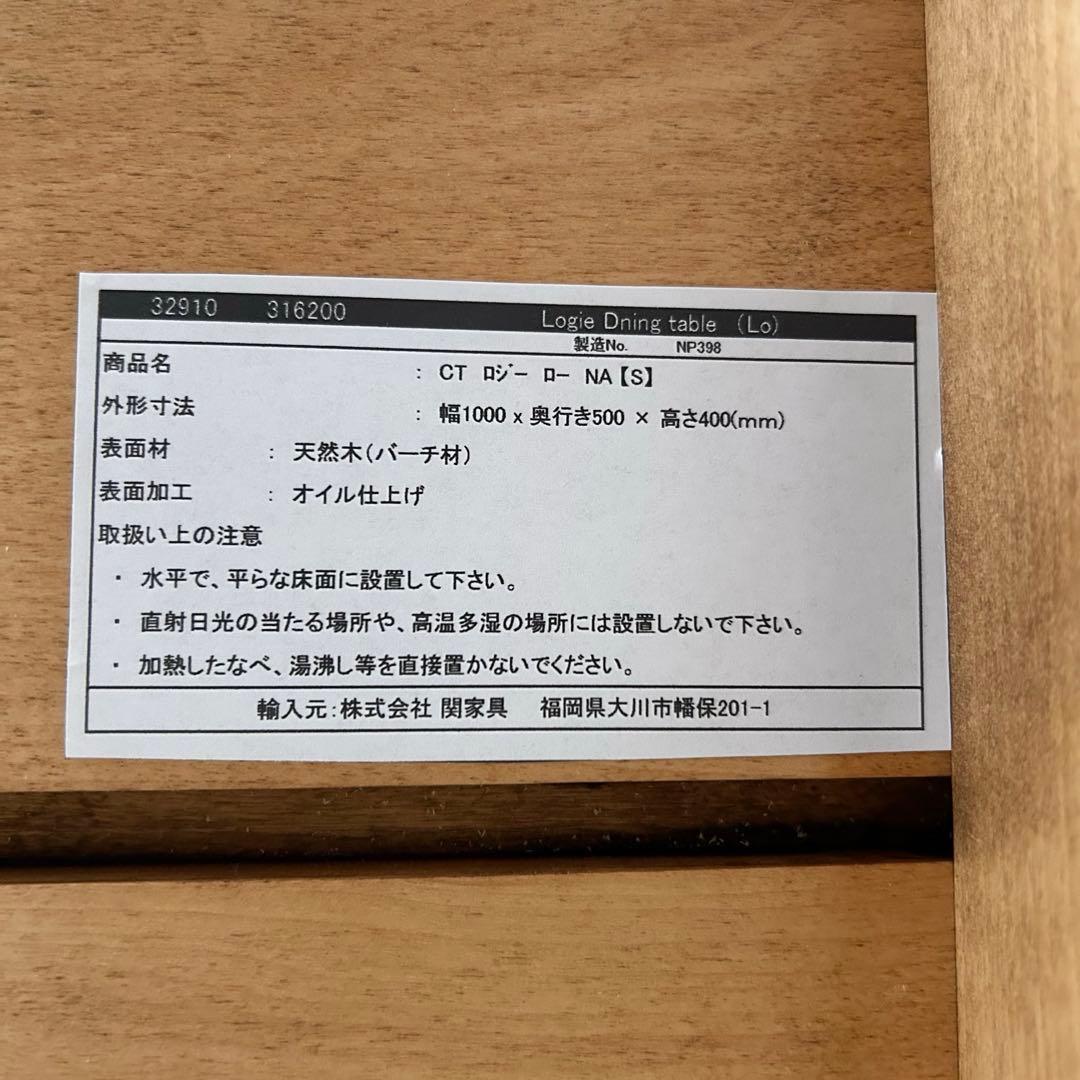 32910 316200 Logie Dning table （Lo）
製造No. NP398
商品名 : CT ﾛｼﾞｰ ﾛｰ NA【S】
外形寸法 : 幅1000 x 奥行き500 × 高さ400(mm)
表面材 : 天然木(バーチ材)
表面加工 : オイル仕上げ
取扱い上の注意
・ 水平で、平らな床面に設置して下さい。
・ 直射日光の当たる場所や、高温多湿の場所には設置しないで下さい。
・ 加熱したなべ、湯沸し等を直接置かないでください。
輸入元:株式会社 関家具 福岡県大川市幡保201-1